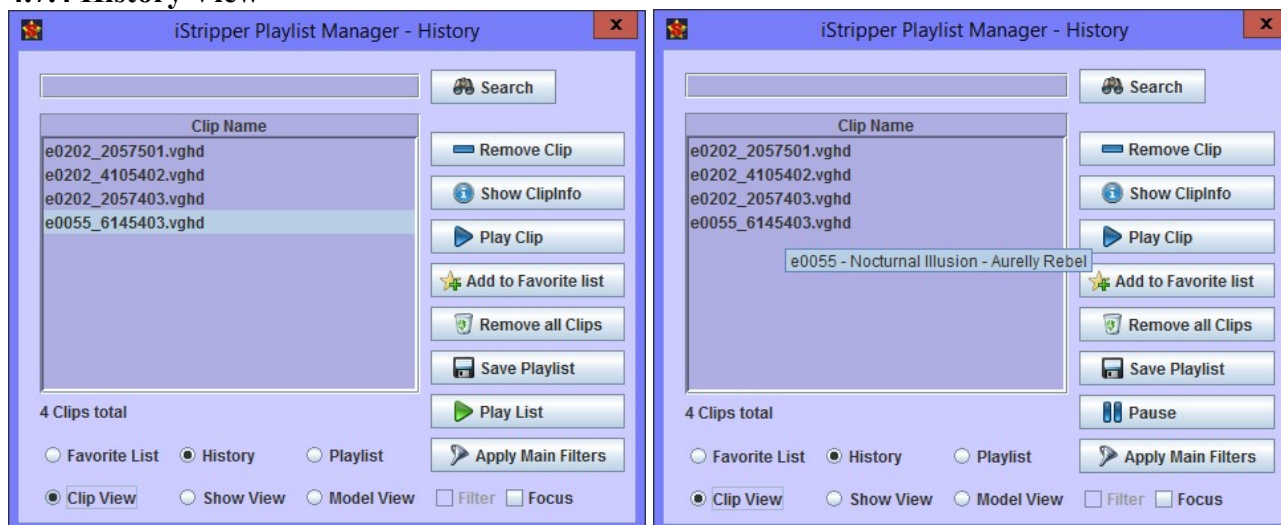 4.7.4 History View
iStripper Playlist Manager - History
x
Search
Clip Name
e0202_2057501.vghd
e0202_4105402.vghd
e0202_2057403.vghd
e0055_6145403.vghd
Remove Clip
Show ClipInfo
Play Clip
Add to Favorite list
Remove all Clips
Save Playlist
4 Clips total
Play List
Favorite List
History
Playlist
Apply Main Filters
Clip View
Show View
Model View
Filter
Focus
iStripper Playlist Manager - History
x
Search
Clip Name
e0202_2057501.vghd
e0202_4105402.vghd
e0202_2057403.vghd
e0055_6145403.vghd
e0055 - Nocturnal Illusion - Aurelly Rebel
Remove Clip
Show ClipInfo
Play Clip
Add to Favorite list
Remove all Clips
Save Playlist
4 Clips total
Pause
Favorite List
History
Playlist
Apply Main Filters
Clip View
Show View
Model View
Filter
Focus